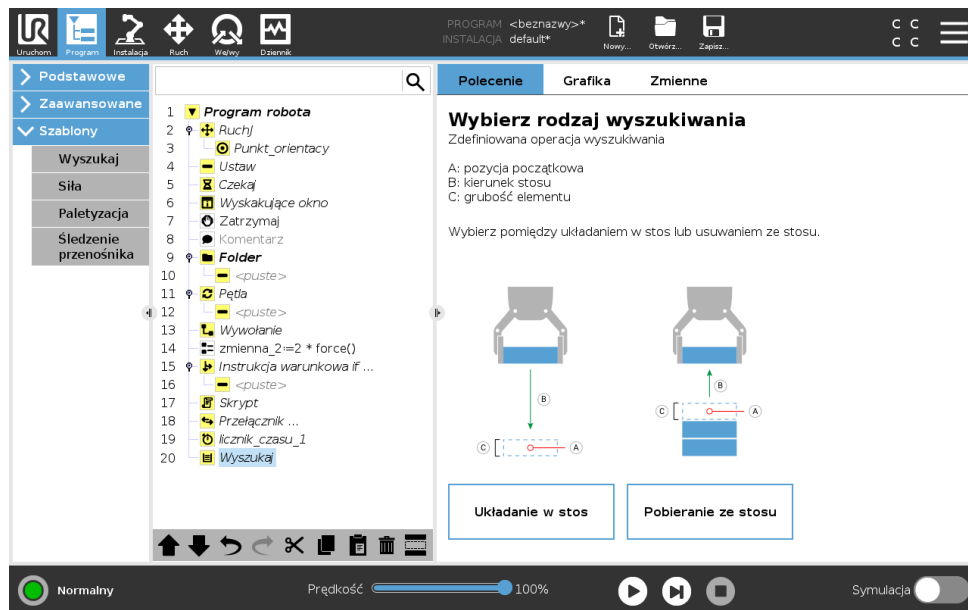 UR
Uruchom
Program
Instalacja
Ruch
We/wy
Dziennik
PROGRAM <beznazwy>*
INSTALACJA default*
Nowy...
Otwórz...
Zapisz...
C C
C C
Podstawowe
Zaawansowane
Szablony
Wyszukaj
Siła
Paletyzacja
Śledzenie
przenośnika
1 Program robota
2 RuchJ
3 Punkt_orientacy
4 Ustaw
5 Czekaj
6 Wyskakujące okno
7 Zatrzymaj
8 Komentarz
9 Folder
10 <puste>
11 Pętla
12 <puste>
13 Wywołanie
14 zmienna_2:=2 * force()
15 Instrukcja warunkowa if ...
16 <puste>
17 Skrypt
18 Przełącznik ...
19 licznik_czasu_1
20 Wyszukaj
Polecenie
Grafika
Zmienne
Wybierz rodzaj wyszukiwania
Zdefiniowana operacja wyszukiwania
A: pozycja początkowa
B: kierunek stosu
C: grubość elementu
Wybierz pomiędzy układaniem w stos lub usuwaniem ze stosu.
B
C
A
B
C
A
Układanie w stos
Pobieranie ze stosu
Normalny
Prędkość
100%
Symulacja